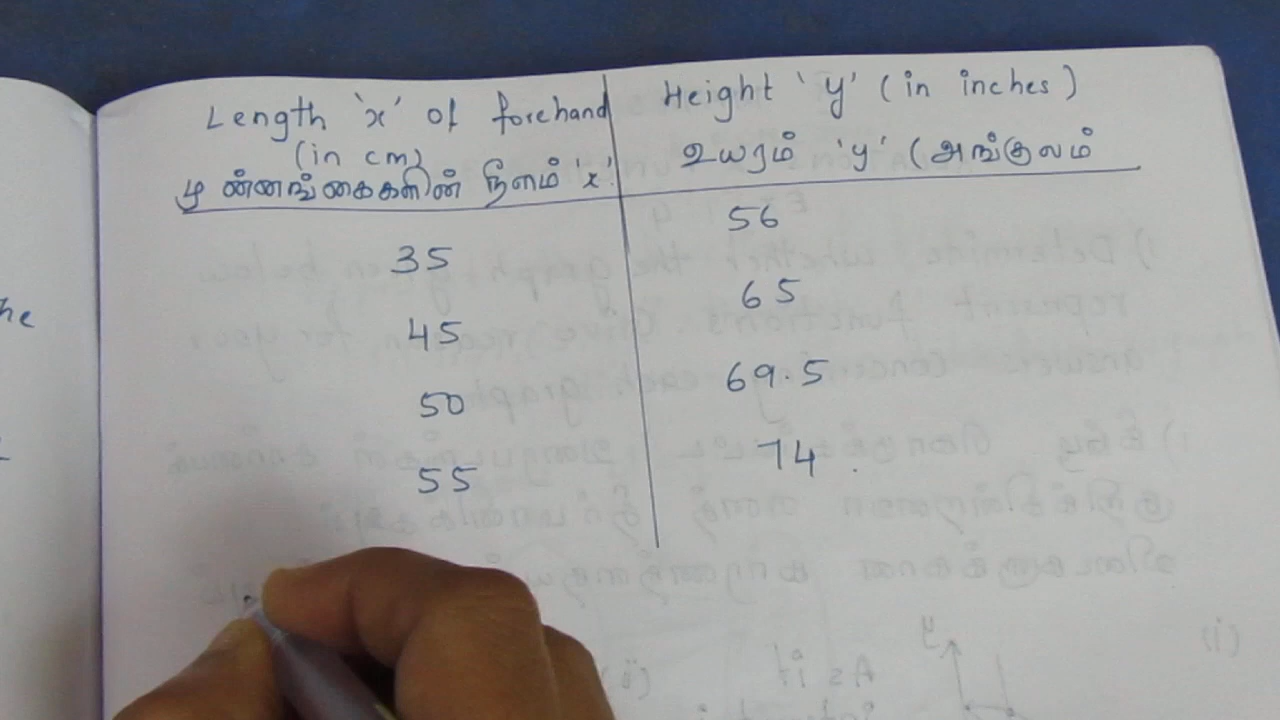 Length 'x' of forehand
(in cm)
Height 'y' (in inches)
ன்னங்கைகளின் நீளம் 'x'
உயரம் 'y' (அங்குலம்
35
56
45
65
50
69.5
55
74.
he